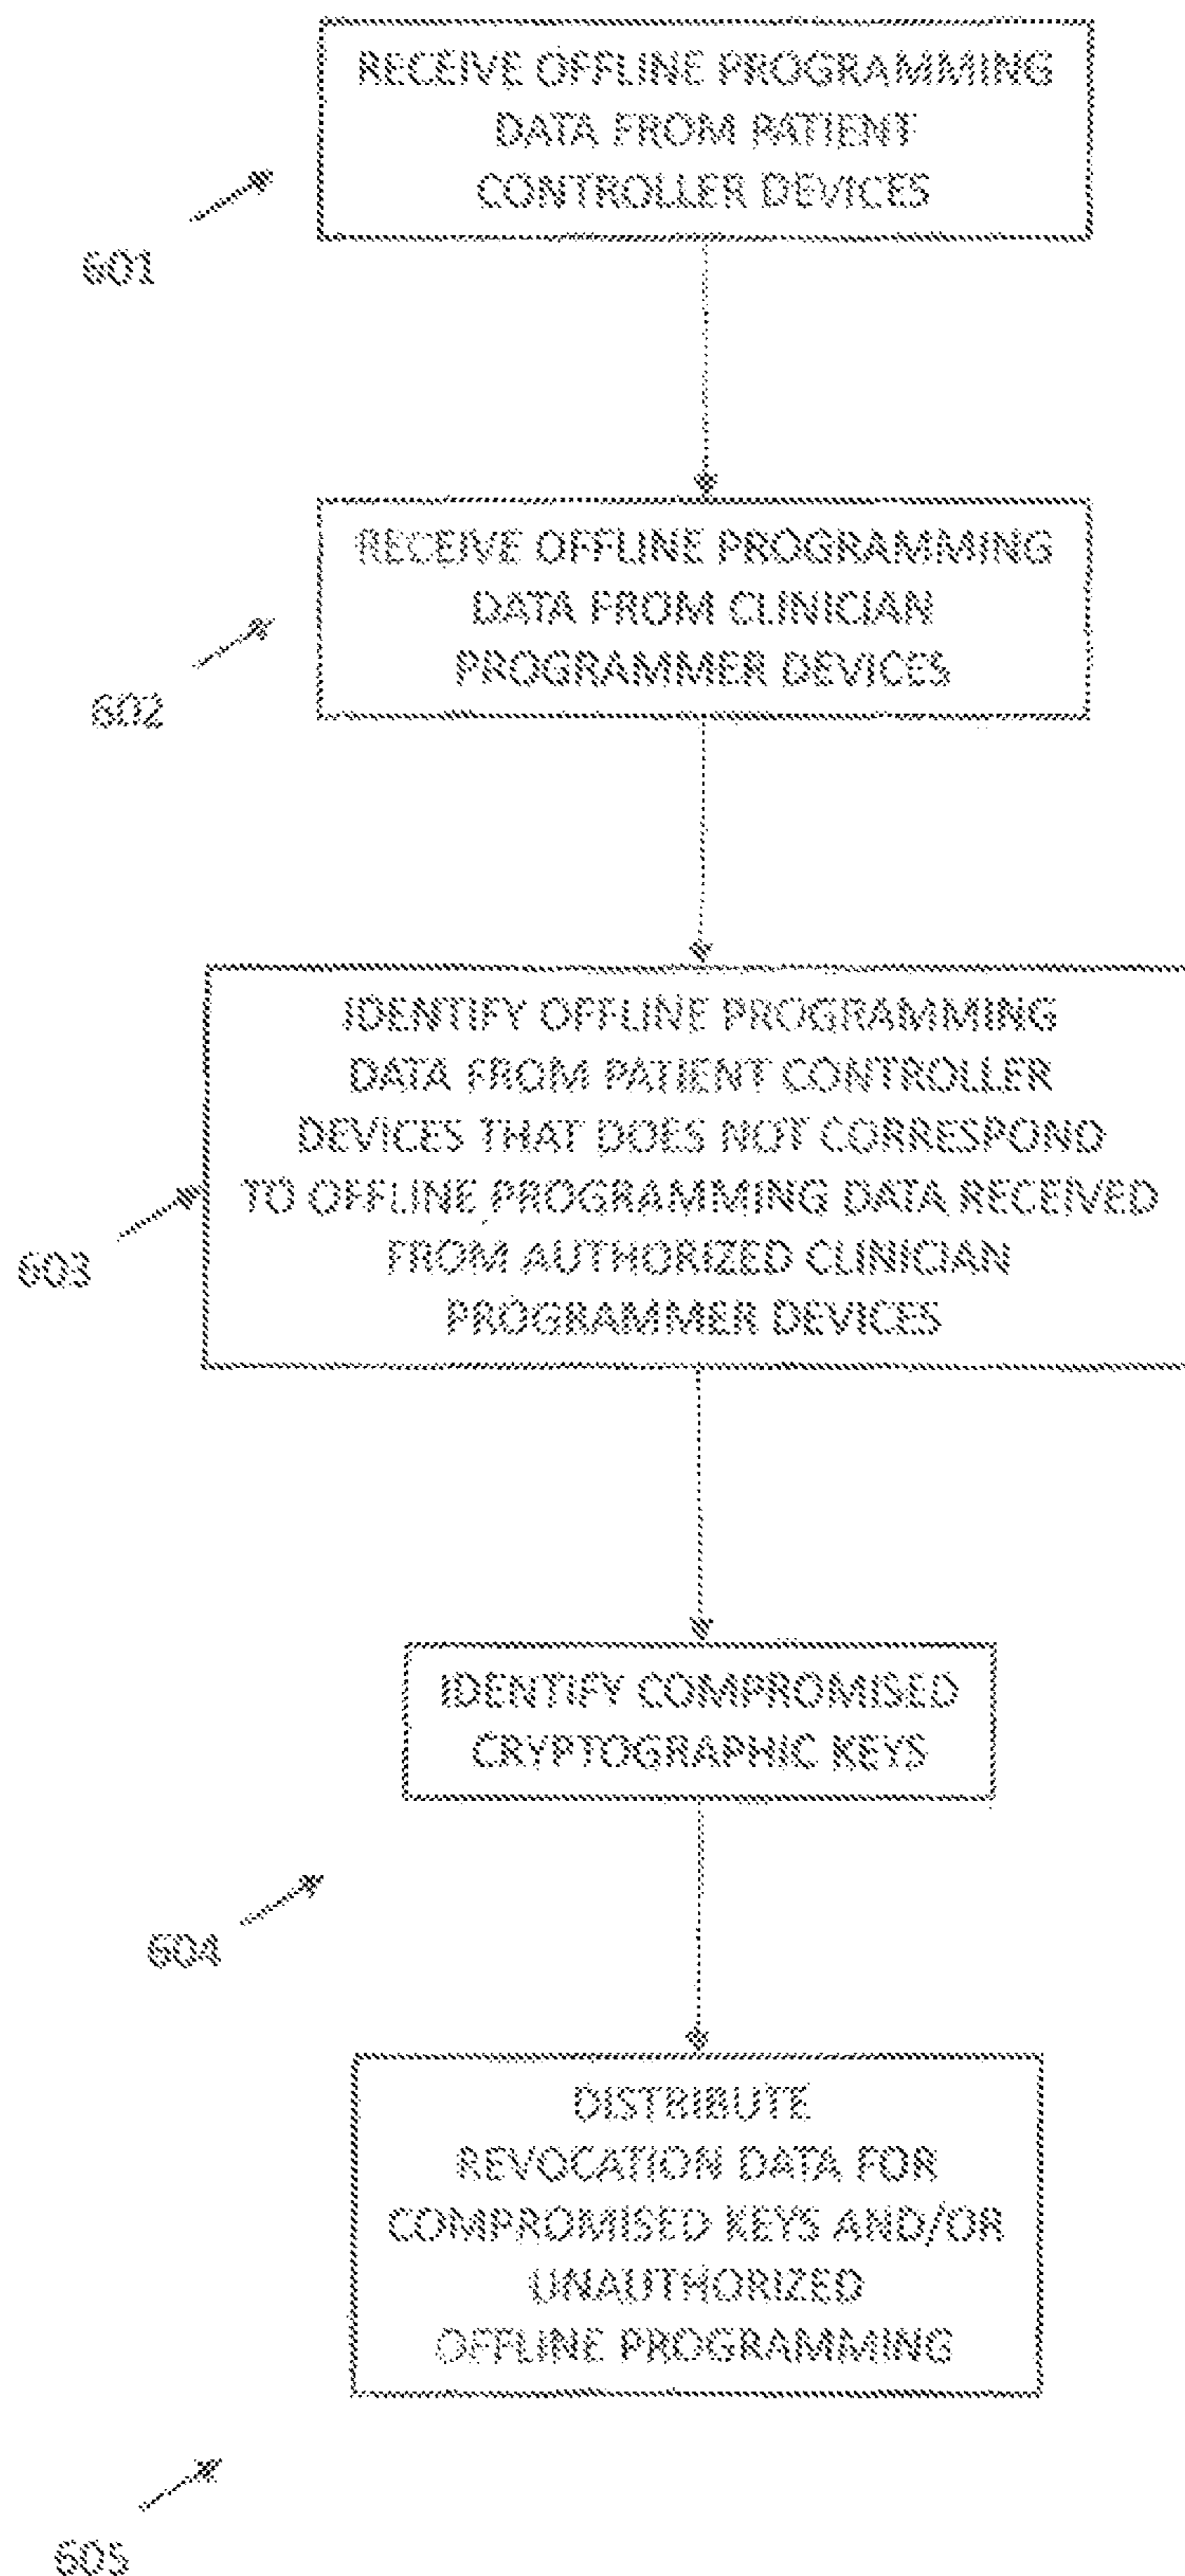 RECEIVE OFFLINE PROGRAMMING
DATA FROM PATIENT
CONTROLLER DEVICES
601
RECEIVE OFFLINE PROGRAMMING
DATA FROM CLINICIAN
PROGRAMMER DEVICES
602
IDENTIFY OFFLINE PROGRAMMING
DATA FROM PATIENT CONTROLLER
DEVICES THAT DOES NOT CORRESPOND
TO OFFLINE PROGRAMMING DATA RECEIVED
FROM AUTHORIZED CLINICIAN
PROGRAMMER DEVICES
603
IDENTIFY COMPROMISED
CRYPTOGRAPHIC KEYS
604
DISTRIBUTE
REVOCATION DATA FOR
COMPROMISED KEYS AND/OR
UNAUTHORIZED
OFFLINE PROGRAMMING
605